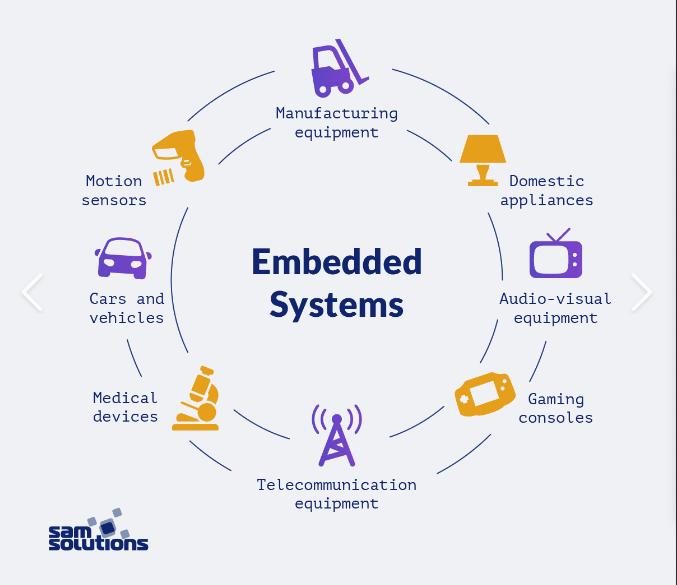 Manufacturing
equipment
Domestic
appliances
Audio-visual
equipment
Gaming
consoles
Telecommunication
equipment
Medical
devices
Cars and
vehicles
Motion
sensors
Embedded
Systems
sam
solutions